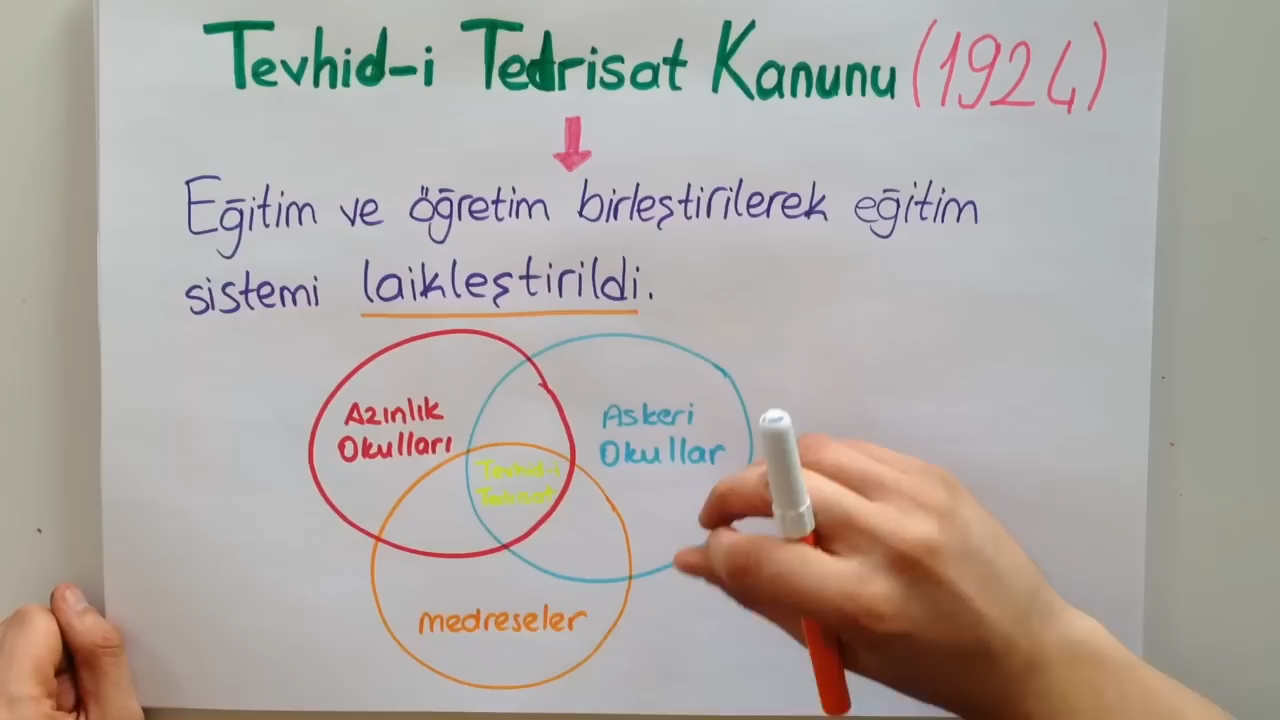 Tevhid-i Tedrisat Kanunu (1924)
Eğitim ve öğretim birleştirilerek eğitim
sistemi laikleştirildi.
Azınlık
Okulları
Askeri
Okullar
Tevhid-i
Tedrisat
medreseler